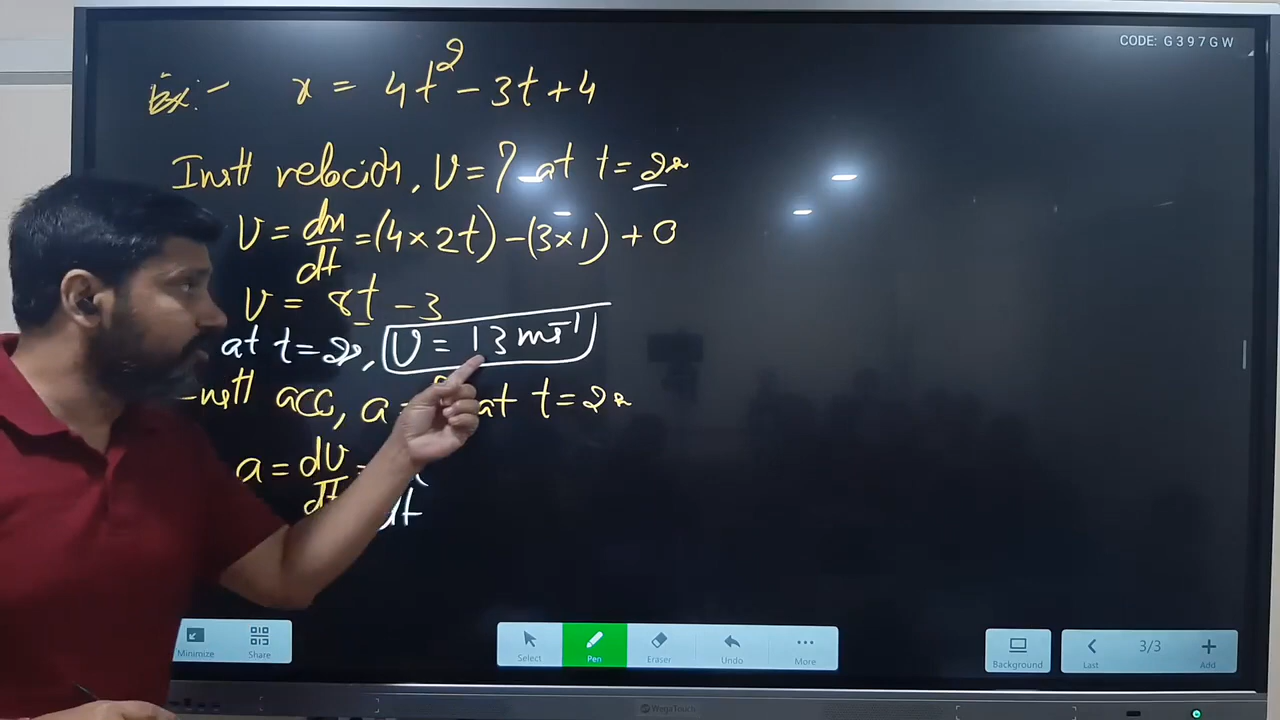 CODE: G397GW
Ex:- x = 4t² - 3t + 4
Instt velocity, v = ? at t = 2s
v = dx/dt = (4×2t) - (3×1) + 0
v = 8t - 3
at t = 2s, v = 13 ms⁻¹
acc, a = at t = 2s
a = dv/dt = dt
Minimize
Share
Select
Pen
Eraser
Undo
More
Background
Last
3/3
Add